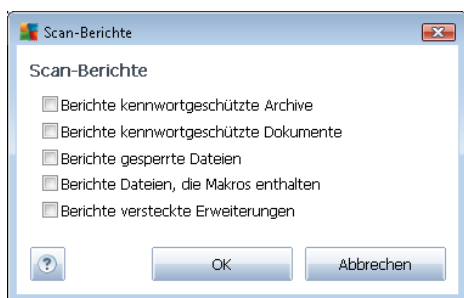 Scan-Berichte
Scan-Berichte
Berichte kennwortgeschützte Archive
Berichte kennwortgeschützte Dokumente
Berichte gesperrte Dateien
Berichte Dateien, die Makros enthalten
Berichte versteckte Erweiterungen
? OK Abbrechen